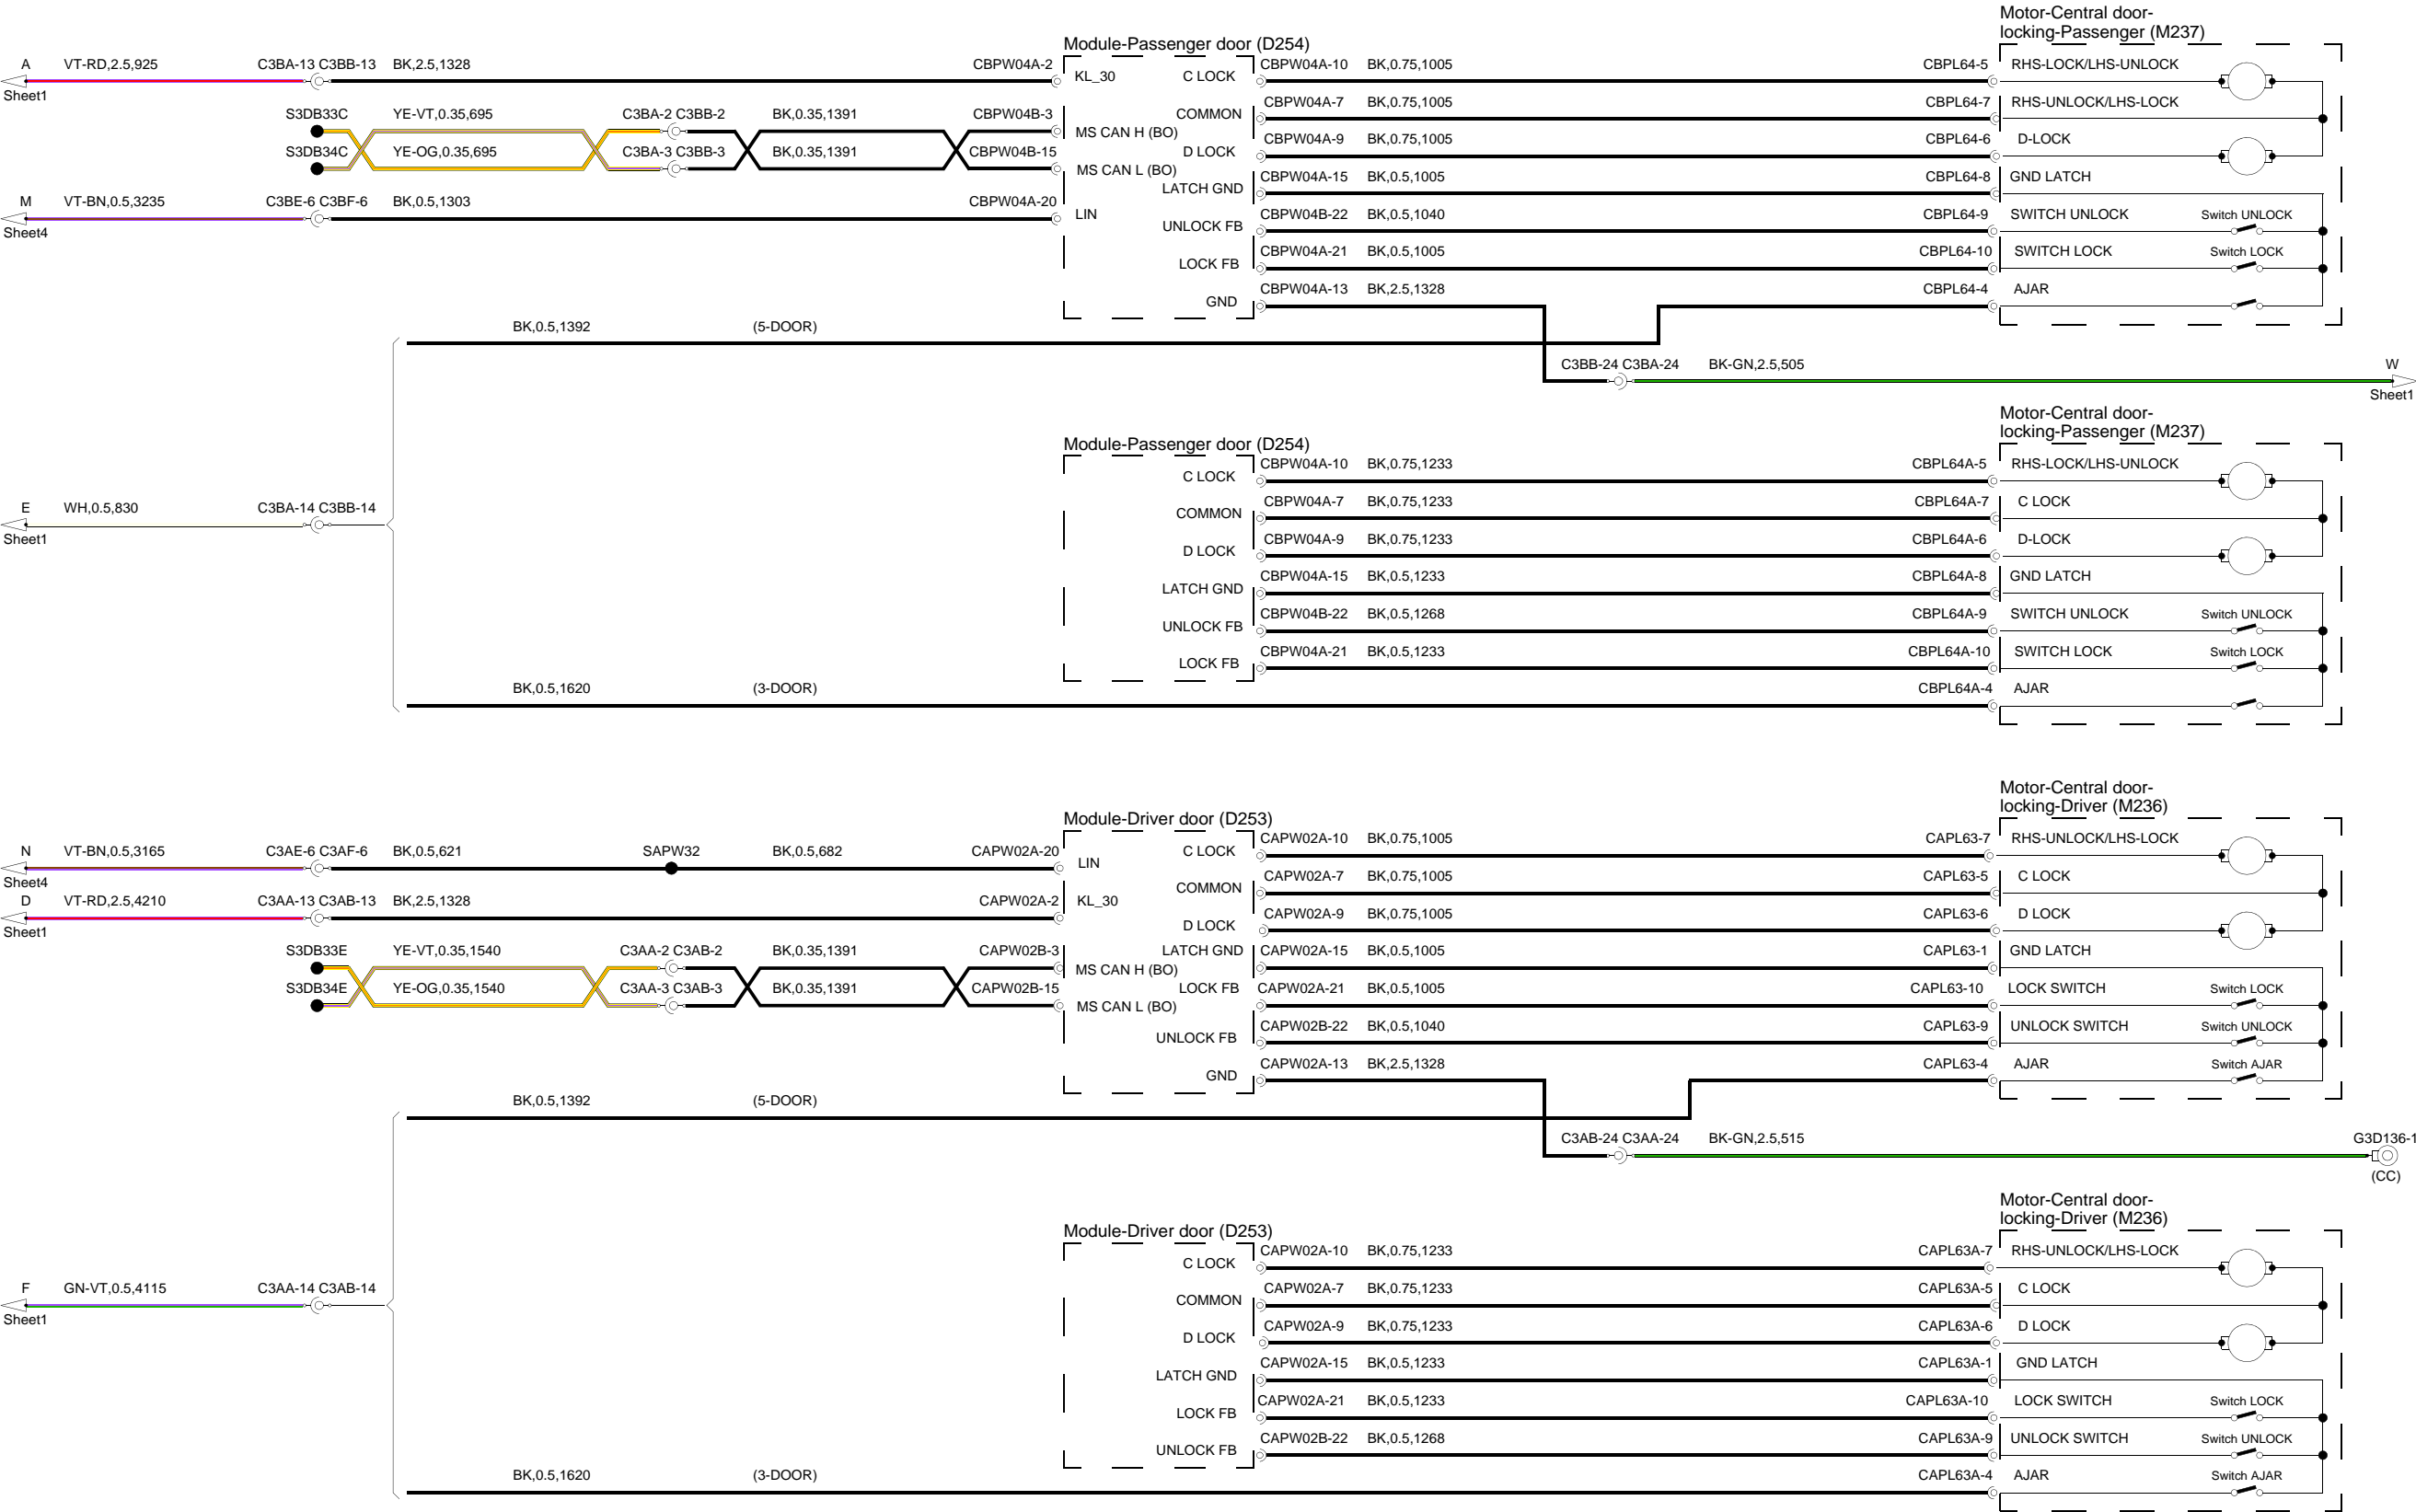 Motor-Central door-
locking-Passenger (M237)
Module-Passenger door (D254)
A VT-RD,2.5,925 C3BA-13 C3BB-13 BK,2.5,1328 CBPW04A-2 KL_30 C LOCK CBPW04A-10 BK,0.75,1005 CBPL64-5 RHS-LOCK/LHS-UNLOCK
Sheet1
S3DB33C YE-VT,0.35,695 C3BA-2 C3BB-2 BK,0.35,1391 CBPW04B-3 COMMON CBPW04A-7 BK,0.75,1005 CBPL64-7 RHS-UNLOCK/LHS-LOCK
MS CAN H (BO)
S3DB34C YE-OG,0.35,695 C3BA-3 C3BB-3 BK,0.35,1391 CBPW04B-15 D LOCK CBPW04A-9 BK,0.75,1005 CBPL64-6 D-LOCK
MS CAN L (BO)
LATCH GND CBPW04A-15 BK,0.5,1005 CBPL64-8 GND LATCH
M VT-BN,0.5,3235 C3BE-6 C3BF-6 BK,0.5,1303 CBPW04A-20 LIN
Sheet4
UNLOCK FB CBPW04B-22 BK,0.5,1040 CBPL64-9 SWITCH UNLOCK Switch UNLOCK
LOCK FB CBPW04A-21 BK,0.5,1005 CBPL64-10 SWITCH LOCK Switch LOCK
GND CBPW04A-13 BK,2.5,1328 CBPL64-4 AJAR
BK,0.5,1392 (5-DOOR)
C3BB-24 C3BA-24 BK-GN,2.5,505 W
Sheet1
Motor-Central door-
locking-Passenger (M237)
Module-Passenger door (D254)
C LOCK CBPW04A-10 BK,0.75,1233 CBPL64A-5 RHS-LOCK/LHS-UNLOCK
COMMON CBPW04A-7 BK,0.75,1233 CBPL64A-7 C LOCK
E WH,0.5,830 C3BA-14 C3BB-14
Sheet1
D LOCK CBPW04A-9 BK,0.75,1233 CBPL64A-6 D-LOCK
LATCH GND CBPW04A-15 BK,0.5,1233 CBPL64A-8 GND LATCH
UNLOCK FB CBPW04B-22 BK,0.5,1268 CBPL64A-9 SWITCH UNLOCK Switch UNLOCK
LOCK FB CBPW04A-21 BK,0.5,1233 CBPL64A-10 SWITCH LOCK Switch LOCK
BK,0.5,1620 (3-DOOR) CBPL64A-4 AJAR
Motor-Central door-
locking-Driver (M236)
Module-Driver door (D253)
N VT-BN,0.5,3165 C3AE-6 C3AF-6 BK,0.5,621 SAPW32 BK,0.5,682 CAPW02A-20 LIN C LOCK CAPW02A-10 BK,0.75,1005 CAPL63-7 RHS-UNLOCK/LHS-LOCK
Sheet4
D VT-RD,2.5,4210 C3AA-13 C3AB-13 BK,2.5,1328 CAPW02A-2 KL_30 COMMON CAPW02A-7 BK,0.75,1005 CAPL63-5 C LOCK
Sheet1
D LOCK CAPW02A-9 BK,0.75,1005 CAPL63-6 D LOCK
S3DB33E YE-VT,0.35,1540 C3AA-2 C3AB-2 BK,0.35,1391 CAPW02B-3 LATCH GND CAPW02A-15 BK,0.5,1005 CAPL63-1 GND LATCH
MS CAN H (BO)
S3DB34E YE-OG,0.35,1540 C3AA-3 C3AB-3 BK,0.35,1391 CAPW02B-15 LOCK FB CAPW02A-21 BK,0.5,1005 CAPL63-10 LOCK SWITCH Switch LOCK
MS CAN L (BO)
UNLOCK FB CAPW02B-22 BK,0.5,1040 CAPL63-9 UNLOCK SWITCH Switch UNLOCK
GND CAPW02A-13 BK,2.5,1328 CAPL63-4 AJAR Switch AJAR
BK,0.5,1392 (5-DOOR)
C3AB-24 C3AA-24 BK-GN,2.5,515 G3D136-1
(CC)
Motor-Central door-
locking-Driver (M236)
Module-Driver door (D253)
C LOCK CAPW02A-10 BK,0.75,1233 CAPL63A-7 RHS-UNLOCK/LHS-LOCK
F GN-VT,0.5,4115 C3AA-14 C3AB-14
Sheet1
COMMON CAPW02A-7 BK,0.75,1233 CAPL63A-5 C LOCK
D LOCK CAPW02A-9 BK,0.75,1233 CAPL63A-6 D LOCK
LATCH GND CAPW02A-15 BK,0.5,1233 CAPL63A-1 GND LATCH
LOCK FB CAPW02A-21 BK,0.5,1233 CAPL63A-10 LOCK SWITCH Switch LOCK
UNLOCK FB CAPW02B-22 BK,0.5,1268 CAPL63A-9 UNLOCK SWITCH Switch UNLOCK
BK,0.5,1620 (3-DOOR) CAPL63A-4 AJAR Switch AJAR